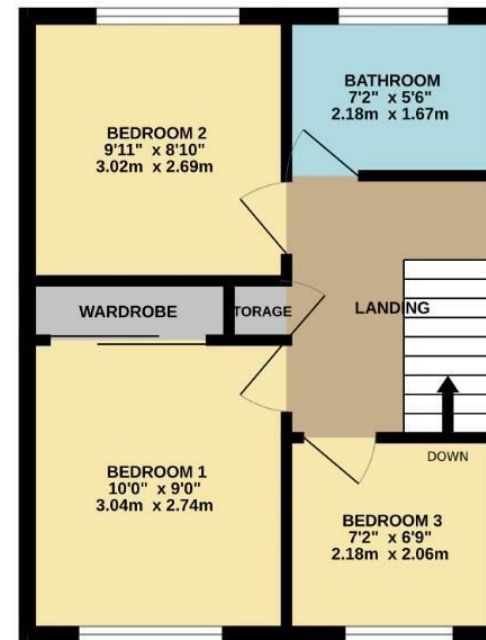 BATHROOM
7'2" x 5'6"
2.18m x 1.67m
BEDROOM 2
9'11" x 8'10"
3.02m x 2.69m
WARDROBE
TORAGE
LANDING
DOWN
BEDROOM 1
10'0" x 9'0"
3.04m x 2.74m
BEDROOM 3
7'2" x 6'9"
2.18m x 2.06m